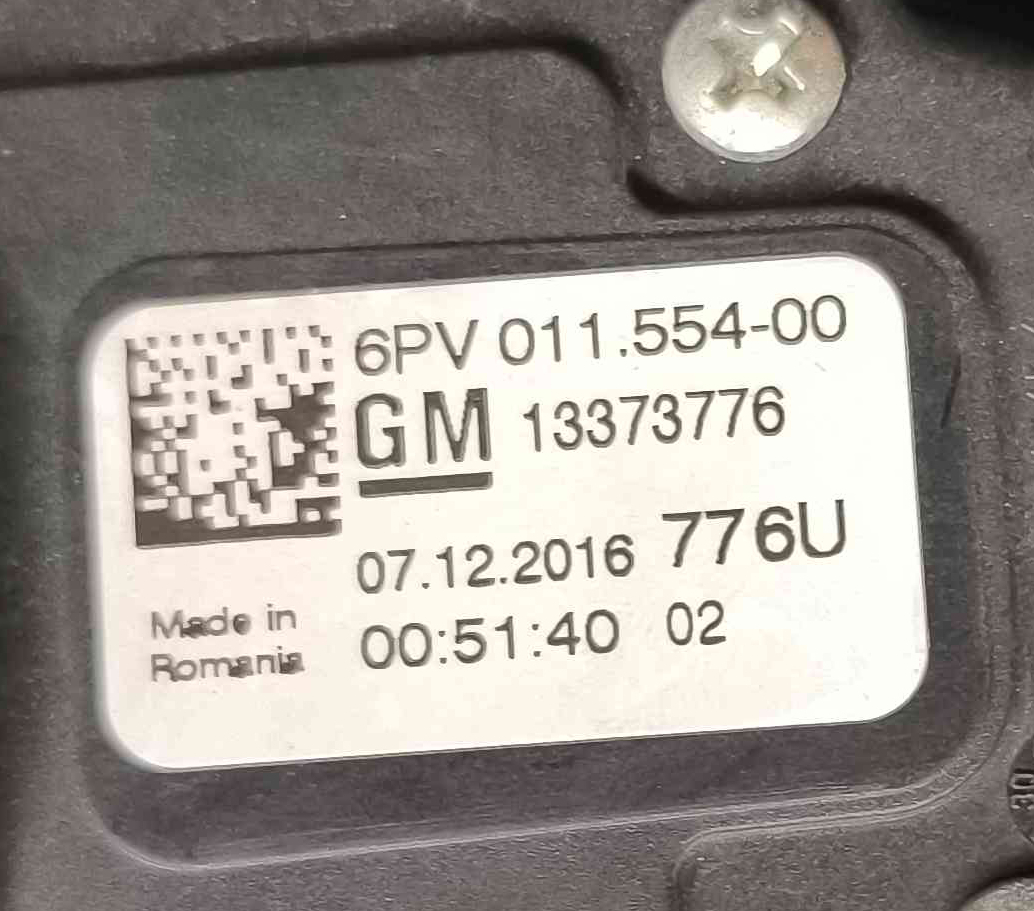 6PV 011.554-00
GM 13373776
07.12.2016 776U
00:51:40 02
Made in
Romania